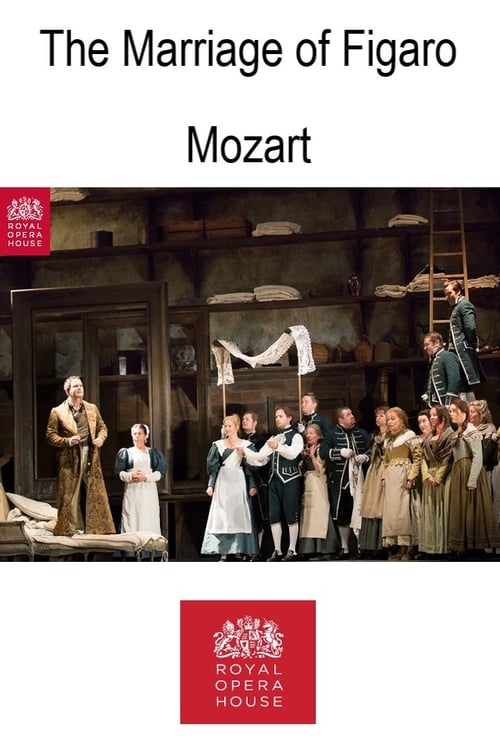 The Marriage of Figaro
Mozart
ROYAL
OPERA
HOUSE
ROYAL
OPERA
HOUSE